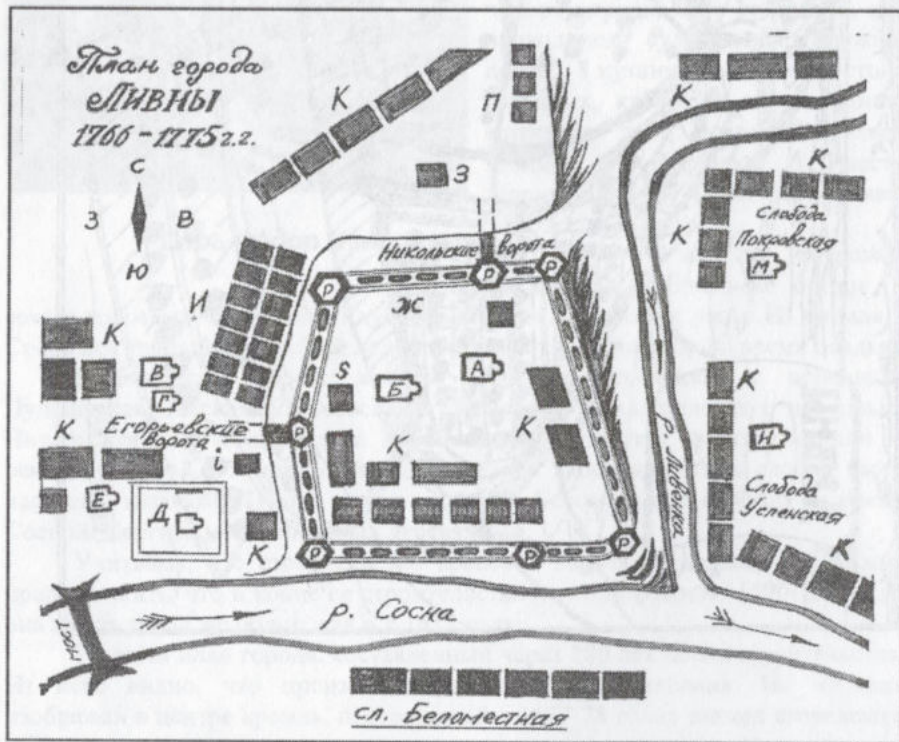 План города
ЛИВНЫ
1766-1775 г.г.
С
З
В
Ю
К
П
З
К
К
К
Слобода
Покровская
М
Никольские ворота
Р
Р
Р
Ж
И
К
В
Г
S
Б
А
К
Н
Егорьевские
ворота
Р
i
К
К
К
Е
Д
К
Слобода
Успенская
К
Р
Р
Р
р. Ливенка
р. Сосна
МОСТ
сл. Беломестная